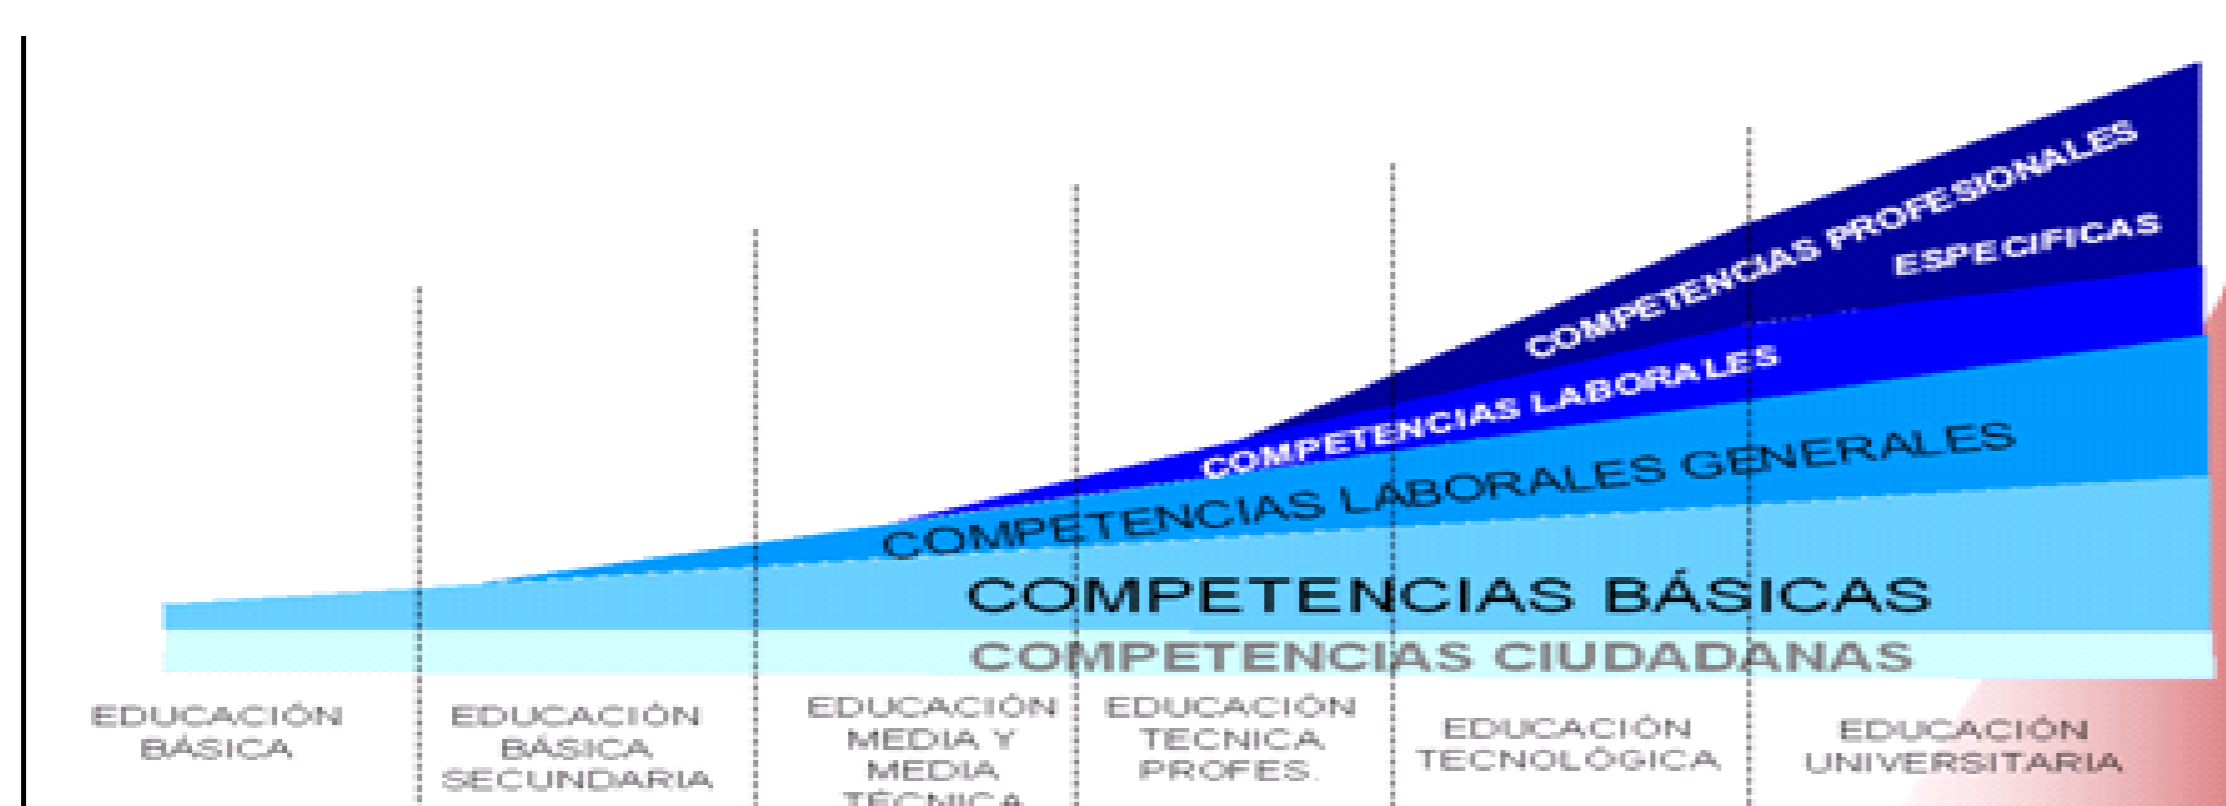 COMPETENCIAS PROFESIONALES
ESPECIFICAS
COMPETENCIAS LABORALES
COMPETENCIAS LABORALES GENERALES
COMPETENCIAS BÁSICAS
COMPETENCIAS CIUDADANAS
EDUCACIÓN
BÁSICA
EDUCACIÓN
BÁSICA
SECUNDARIA
EDUCACIÓN
MEDIA Y
MEDIA
TÉCNICA
EDUCACIÓN
TECNICA
PROFES.
EDUCACIÓN
TECNOLÓGICA
EDUCACIÓN
UNIVERSITARIA